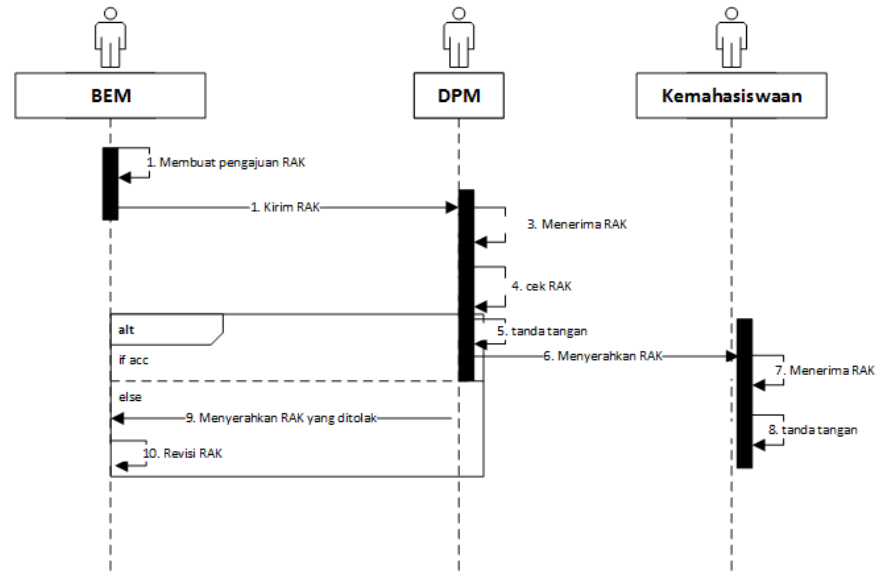 BEM
DPM
Kemahasiswaan
1. Membuat pengajuan RAK
1. Kirim RAK
3. Menerima RAK
4. cek RAK
alt
5. tanda tangan
if acc
6. Menyerahkan RAK
7. Menerima RAK
else
9. Menyerahkan RAK yang ditolak
8. tanda tangan
10. Revisi RAK